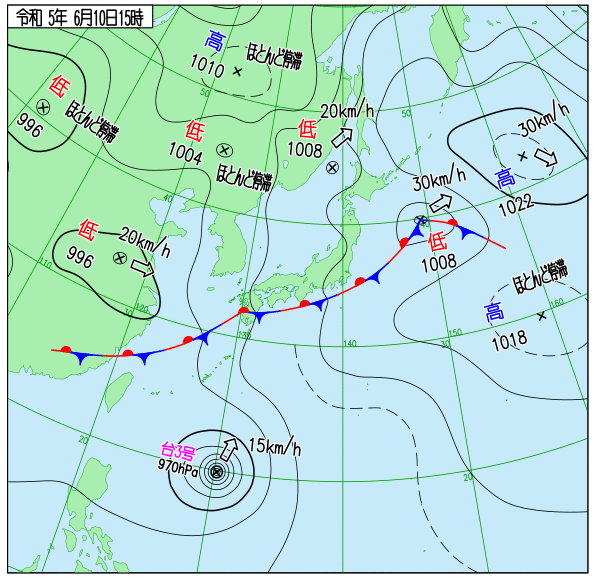 令和 5年 6月10日15時
高
1010
ほとんど停滞
低
996
ほとんど停滞
低
1004
ほとんど停滞
低
1008
20km/h
30km/h
高
1022
30km/h
低
1008
低
996
20km/h
ほとんど停滞
高
1018
台3号
970hPa
15km/h
50
50
40
110
120
130
30
30
140
150
160
20
20